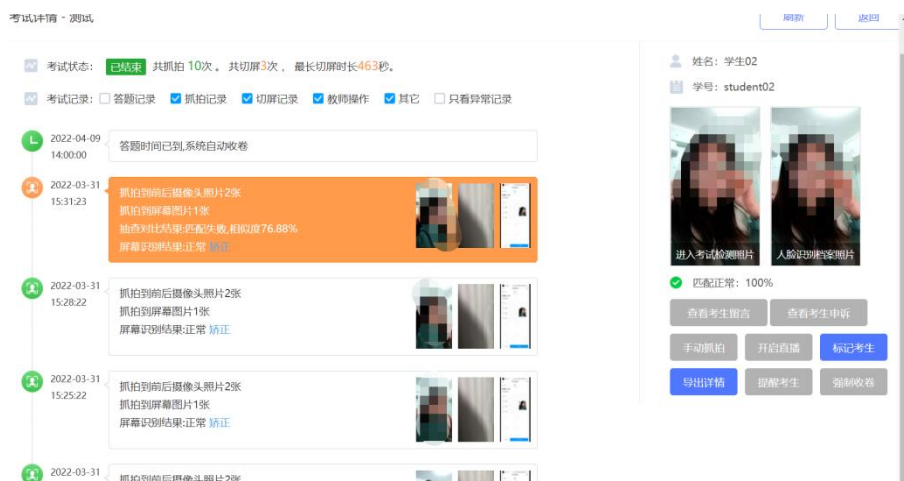 考试详情 - 测试
刷新
返回
考试状态： 已结束 共抓拍 10次 。 共切屏3次 ， 最长切屏时长463秒。
考试记录： 答题记录 抓拍记录 切屏记录 教师操作 其它 只看异常记录
2022-04-09
14:00:00
答题时间已到,系统自动收卷
2022-03-31
15:31:23
抓拍到前后摄像头照片2张
抓拍到屏幕图片1张
抽查对比结果:匹配失败,相似度76.88%
屏幕识别结果:正常 矫正
2022-03-31
15:28:22
抓拍到前后摄像头照片2张
抓拍到屏幕图片1张
屏幕识别结果:正常 矫正
2022-03-31
15:25:22
抓拍到前后摄像头照片2张
抓拍到屏幕图片1张
屏幕识别结果:正常 矫正
2022-03-31
抓拍到前后摄像头照片2张
姓名：学生02
学号：student02
进入考试检测照片
人脸识别档案照片
匹配正常：100%
查看考生留言
查看考生申诉
手动抓拍
开启直播
标记考生
导出详情
提醒考生
强制收卷